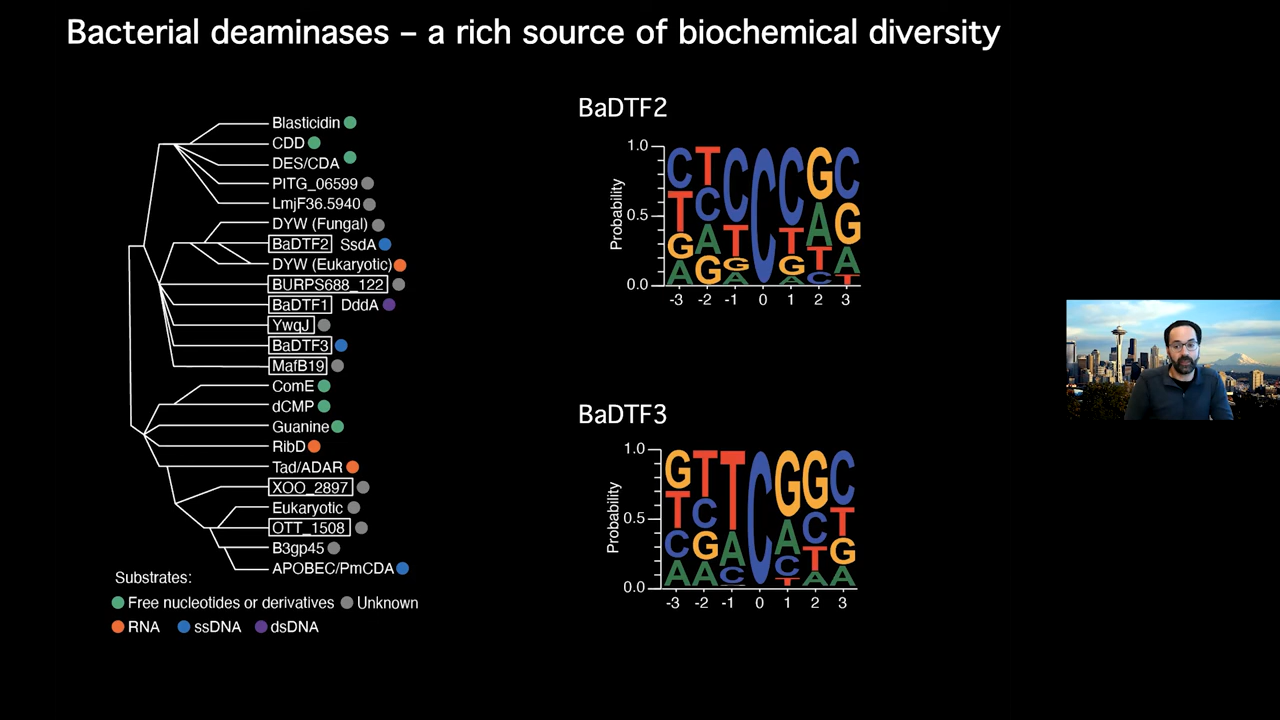 Bacterial deaminases – a rich source of biochemical diversity
Blasticidin
CDD
DES/CDA
PITG_06599
LmjF36.5940
DYW (Fungal)
BaDTF2 SsdA
DYW (Eukaryotic)
BURPS688_122
BaDTF1 DddA
YwqJ
BaDTF3
MafB19
ComE
dCMP
Guanine
RibD
Tad/ADAR
XOO_2897
Eukaryotic
OTT_1508
B3gp45
APOBEC/PmCDA
Substrates:
Free nucleotides or derivatives Unknown
RNA ssDNA dsDNA
BaDTF2
Probability
1.0
0.5
0.0
C T C C C G C
T C T T A G
G A G G T A
A G A A C T
-3 -2 -1 0 1 2 3
BaDTF3
Probability
1.0
0.5
0.0
G T T C G G C
T C A A C T
C G C C T G
A A T A A
-3 -2 -1 0 1 2 3